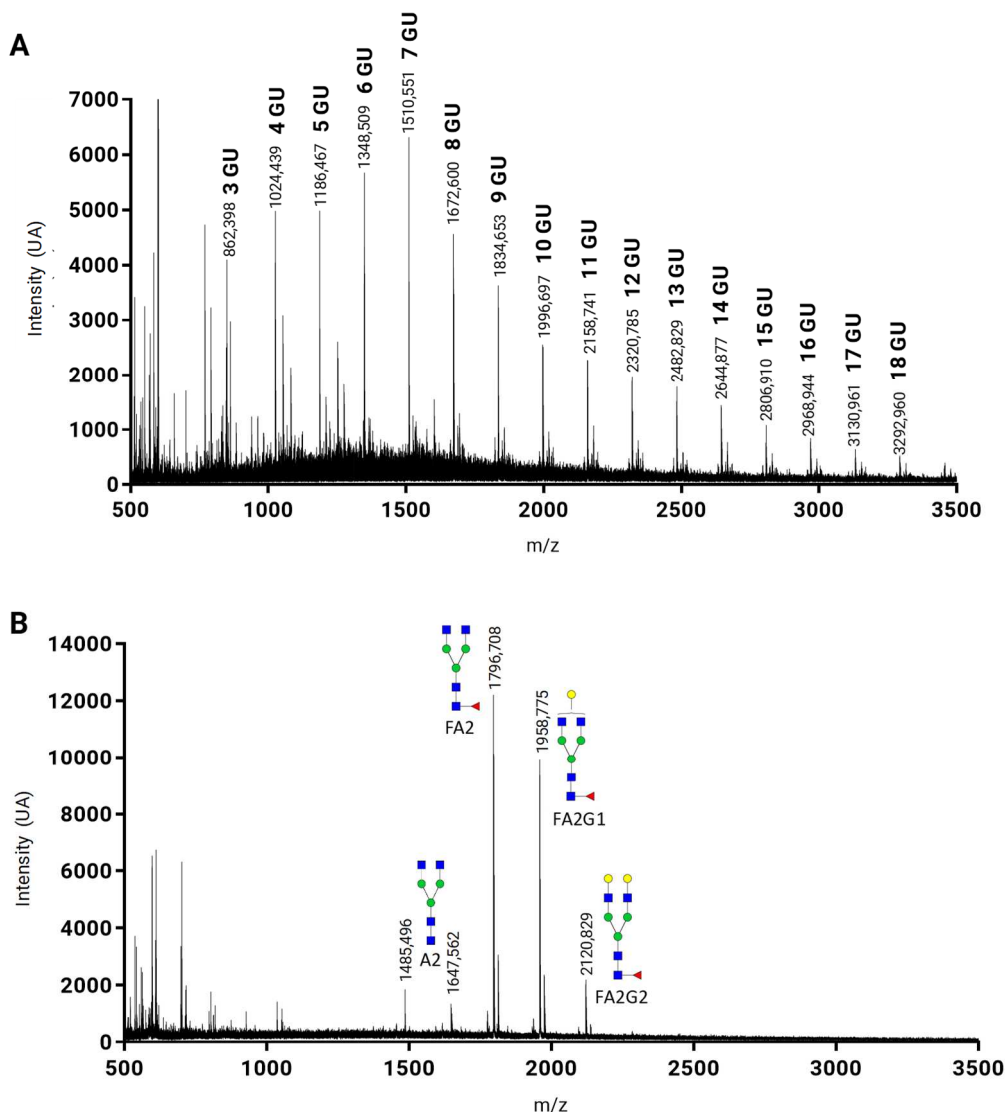 A
Intensity (UA)
7000
6000
5000
4000
3000
2000
1000
0
862,398 3 GU
1024,439 4 GU
1186,467 5 GU
1348,509 6 GU
1510,551 7 GU
1672,600 8 GU
1834,653 9 GU
1996,697 10 GU
2158,741 11 GU
2320,785 12 GU
2482,829 13 GU
2644,877 14 GU
2806,910 15 GU
2968,944 16 GU
3130,961 17 GU
3292,960 18 GU
500 1000 1500 2000 2500 3000 3500
m/z
B
Intensity (UA)
14000
12000
10000
8000
6000
4000
2000
0
1485,496
A2
1647,562
FA2
1796,708
1958,775
FA2G1
2120,829
FA2G2
500 1000 1500 2000 2500 3000 3500
m/z